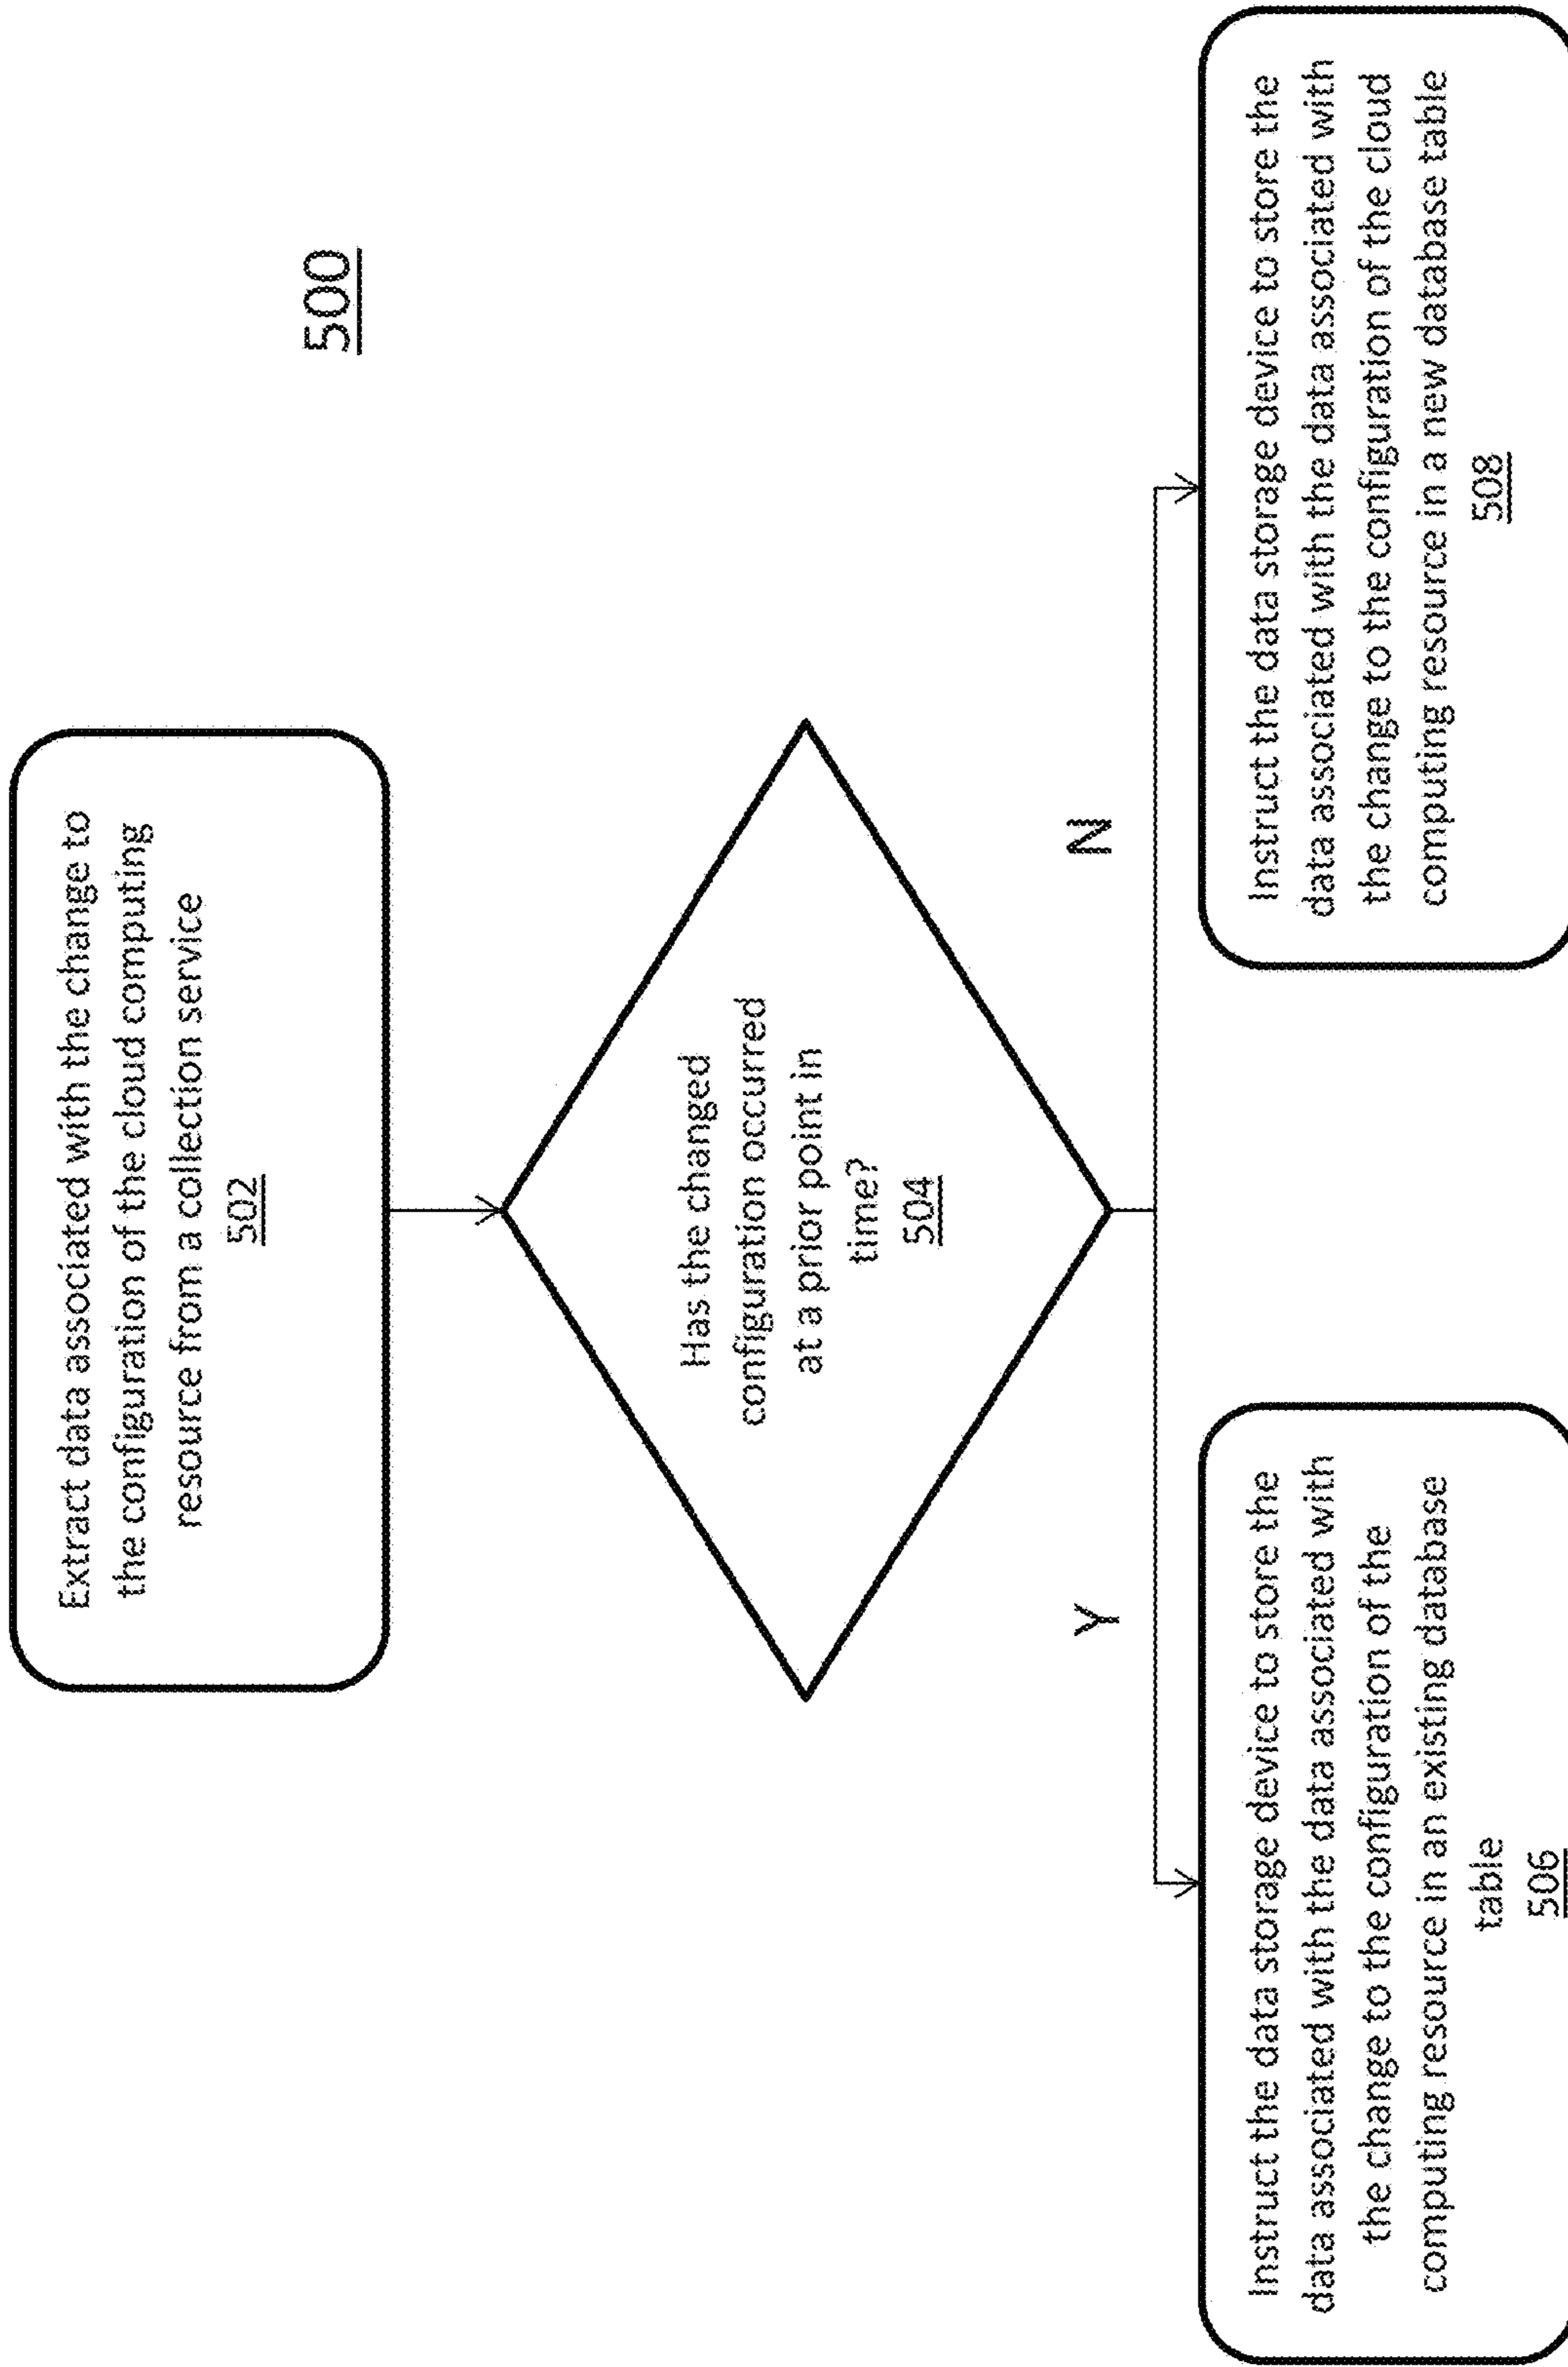 Extract data associated with the change to
the configuration of the cloud computing
resource from a collection service
502
500
Has the changed
configuration occurred
at a prior point in
time?
504
Y
N
Instruct the data storage device to store the
data associated with the data associated with
the change to the configuration of the
computing resource in an existing database
table
506
Instruct the data storage device to store the
data associated with the data associated with
the change to the configuration of the cloud
computing resource in a new database table
508